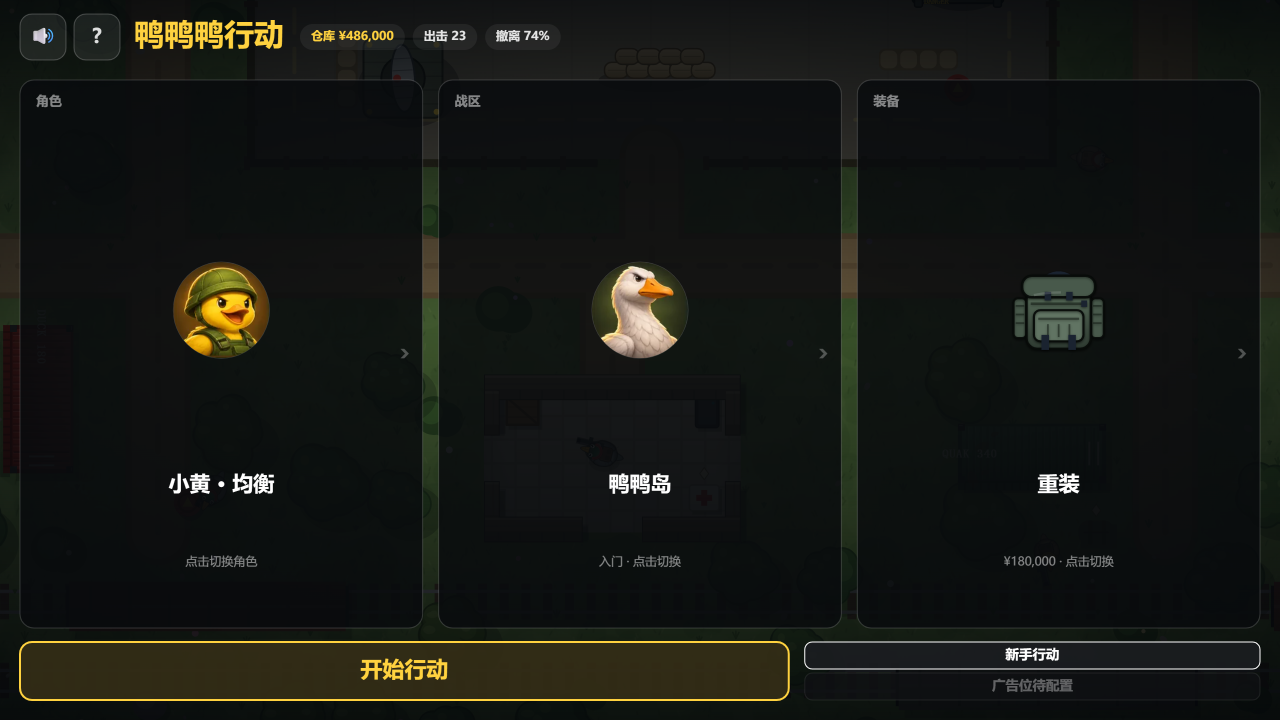 ?
鸭鸭鸭行动
仓库 ¥486,000
出击 23
撤离 74%
角色
战区
装备
小黄·均衡
鸭鸭岛
重装
点击切换角色
入门 · 点击切换
¥180,000 · 点击切换
开始行动
新手行动
广告位待配置